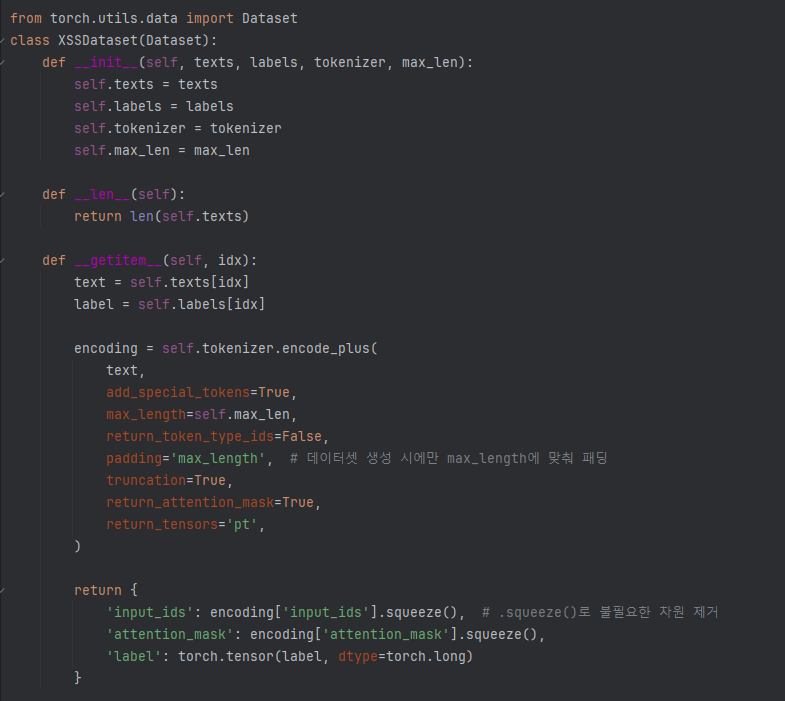 from torch.utils.data import Dataset
class XSSDataset(Dataset):
    def __init__(self, texts, labels, tokenizer, max_len):
        self.texts = texts
        self.labels = labels
        self.tokenizer = tokenizer
        self.max_len = max_len

    def __len__(self):
        return len(self.texts)

    def __getitem__(self, idx):
        text = self.texts[idx]
        label = self.labels[idx]

        encoding = self.tokenizer.encode_plus(
            text,
            add_special_tokens=True,
            max_length=self.max_len,
            return_token_type_ids=False,
            padding='max_length',  # 데이터셋 생성 시에만 max_length에 맞춰 패딩
            truncation=True,
            return_attention_mask=True,
            return_tensors='pt',
        )

        return {
            'input_ids': encoding['input_ids'].squeeze(),  # .squeeze()로 불필요한 차원 제거
            'attention_mask': encoding['attention_mask'].squeeze(),
            'label': torch.tensor(label, dtype=torch.long)
        }